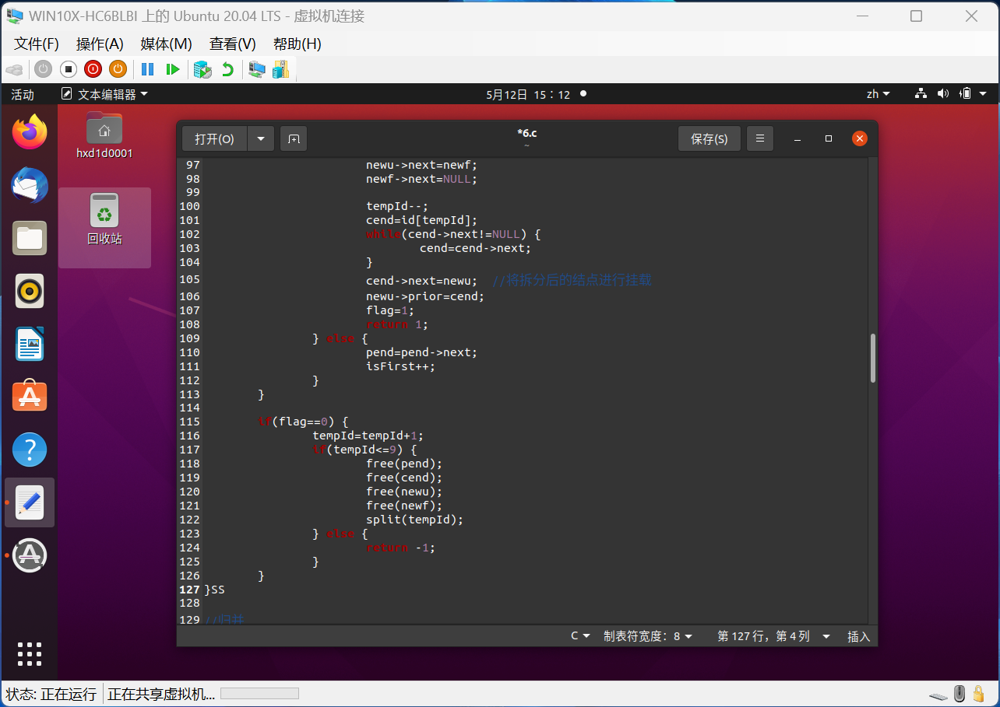 WIN10X-HC6BLBI 上的 Ubuntu 20.04 LTS - 虚拟机连接
文件(F) 操作(A) 媒体(M) 查看(V) 帮助(H)
活动 文本编辑器 5月12日 15:12 zh
hxd1d0001
回收站
打开(O) *6.c ~ 保存(S)
97 newu->next=newf;
98 newf->next=NULL;
99
100 tempId--;
101 cend=id[tempId];
102 while(cend->next!=NULL) {
103 cend=cend->next;
104 }
105 cend->next=newu; //将拆分后的结点进行挂载
106 newu->prior=cend;
107 flag=1;
108 return 1;
109 } else {
110 pend=pend->next;
111 isFirst++;
112 }
113 }
114
115 if(flag==0) {
116 tempId=tempId+1;
117 if(tempId<=9) {
118 free(pend);
119 free(cend);
120 free(newu);
121 free(newf);
122 split(tempId);
123 } else {
124 return -1;
125 }
126 }
127 }SS
128
129 //归并
C 制表符宽度：8 第 127 行，第 4 列 插入
状态: 正在运行 正在共享虚拟机...